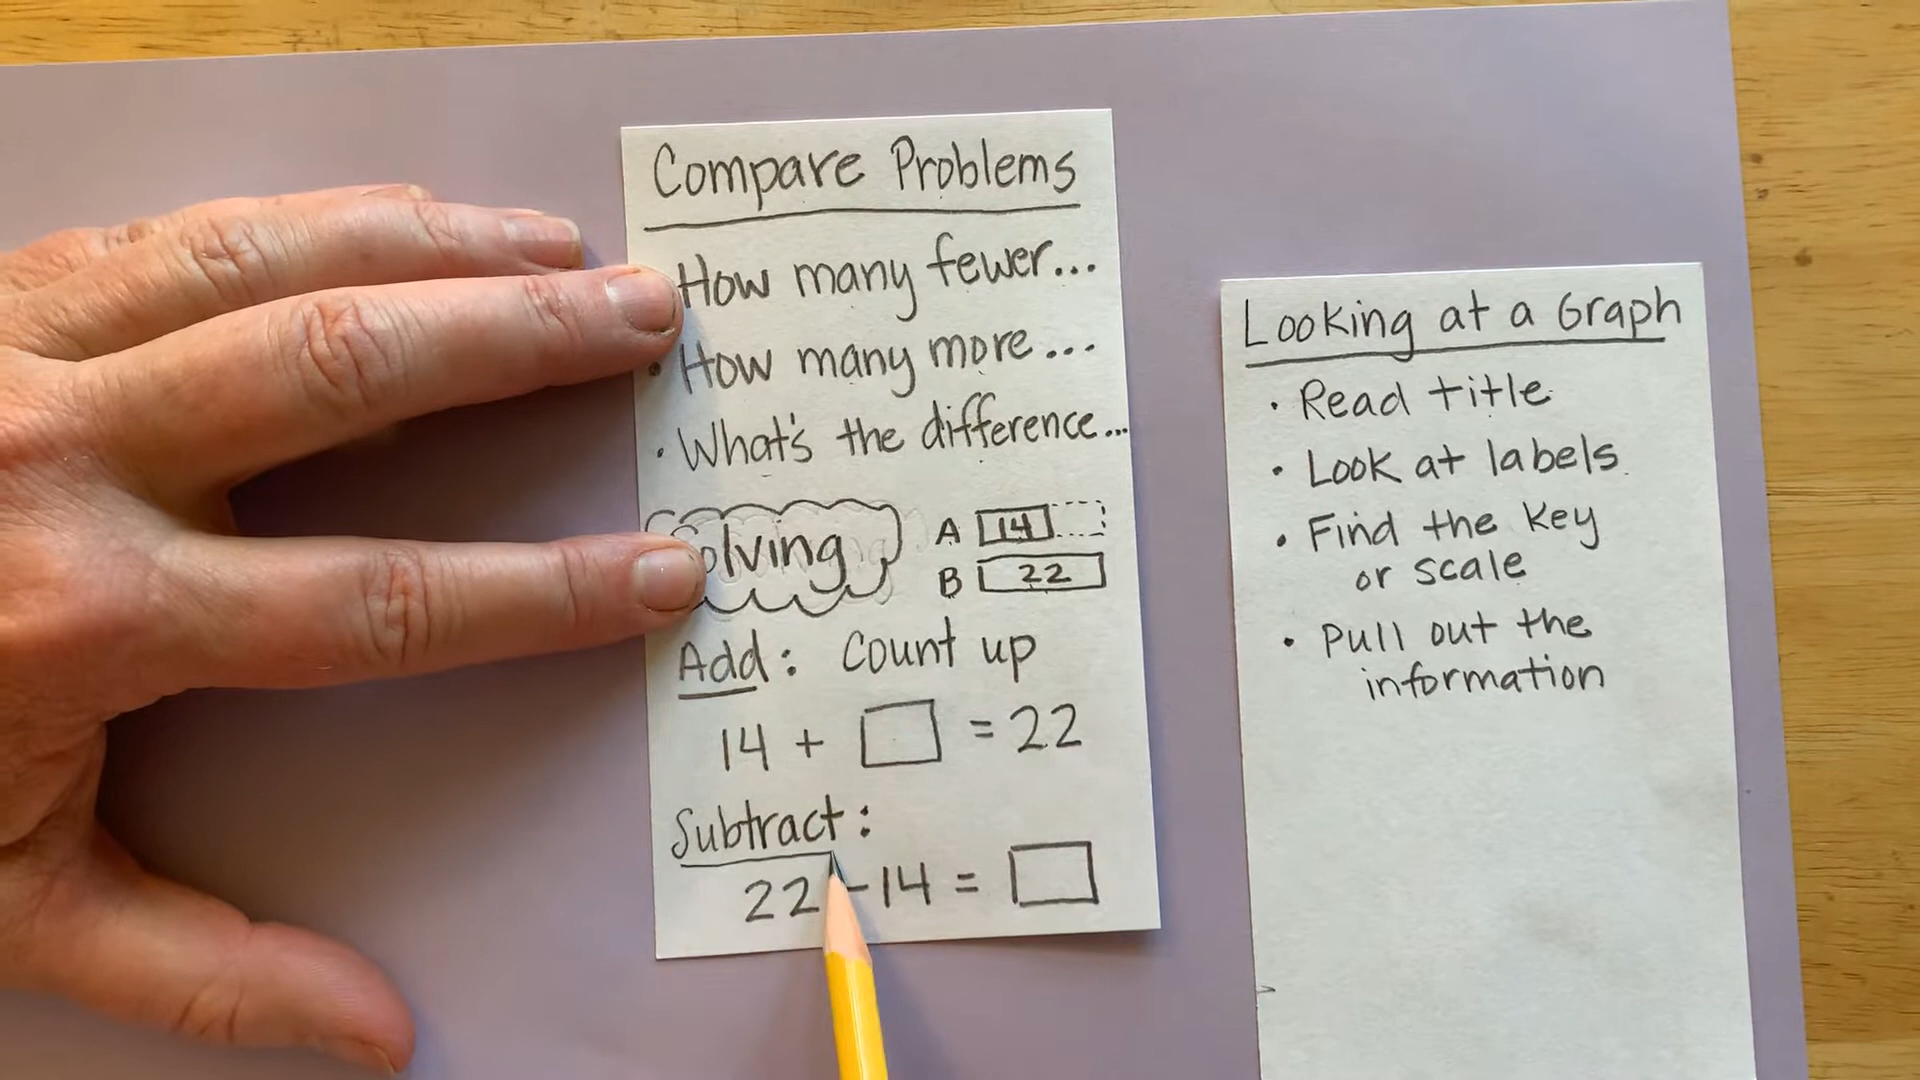 Compare Problems
How many fewer...
• How many more...
• What's the difference...
olving
A 14
B 22
Add: Count up
14 + □ = 22
Subtract:
22 - 14 = □
Looking at a Graph
• Read title
• Look at labels
• Find the key
or scale
• Pull out the
information